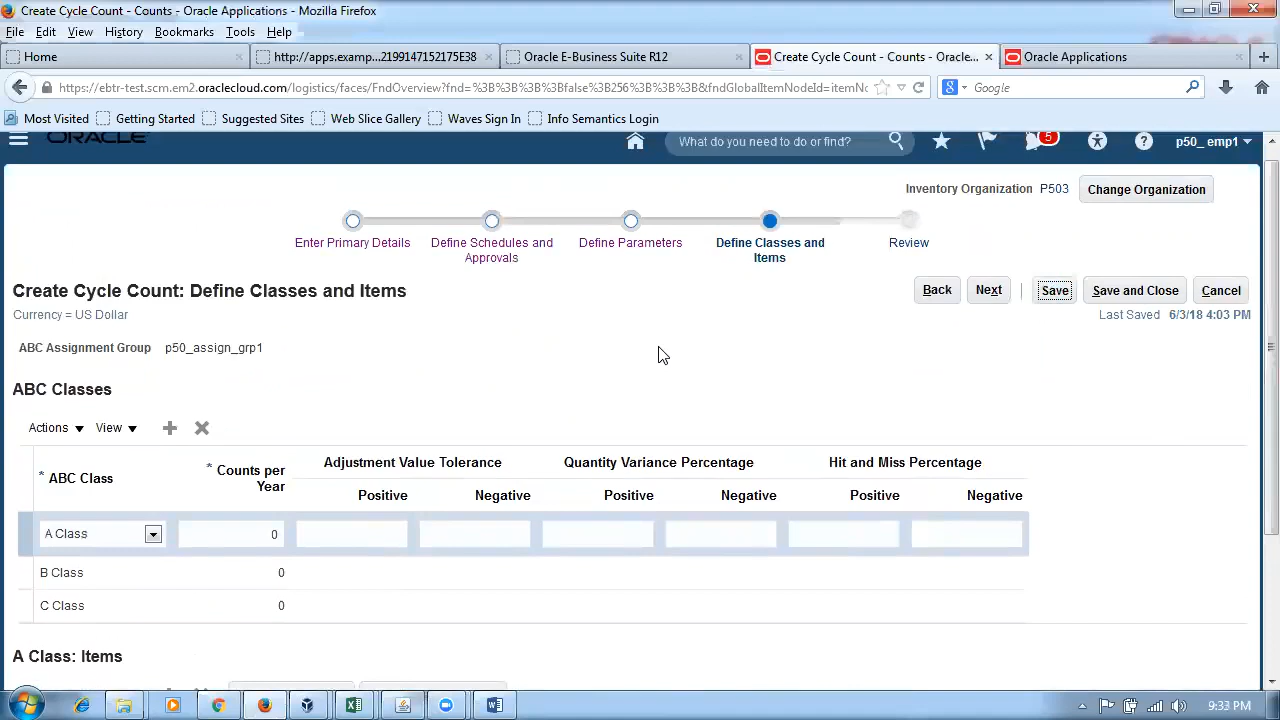 Create Cycle Count - Counts - Oracle Applications - Mozilla Firefox
File Edit View History Bookmarks Tools Help
Home
http://apps.examp...2199147152175E38
Oracle E-Business Suite R12
Create Cycle Count - Counts - Oracle...
Oracle Applications
https://ebtr-test.scm.em2.oraclecloud.com/logistics/faces/FndOverview?fnd=%3B%3B%3B%3Bfalse%3B256%3B%3B%3B&fndGlobalItemNodeId=itemNo
Google
Most Visited Getting Started Suggested Sites Web Slice Gallery Waves Sign In Info Semantics Community
ORACLE
What do you need to do or find?
5
p50_ emp1
Inventory Organization P503 Change Organization
Enter Primary Details
Define Schedules and
Approvals
Define Parameters
Define Classes and
Items
Review
Create Cycle Count: Define Classes and Items
Back Next Save Save and Close Cancel
Currency = US Dollar
Last Saved 6/3/18 4:03 PM
ABC Assignment Group p50_assign_grp1
ABC Classes
Actions View
* ABC Class
* Counts per
Year
Adjustment Value Tolerance Quantity Variance Percentage Hit and Miss Percentage
Positive Negative Positive Negative Positive Negative
A Class 0
B Class 0
C Class 0
A Class: Items
9:33 PM